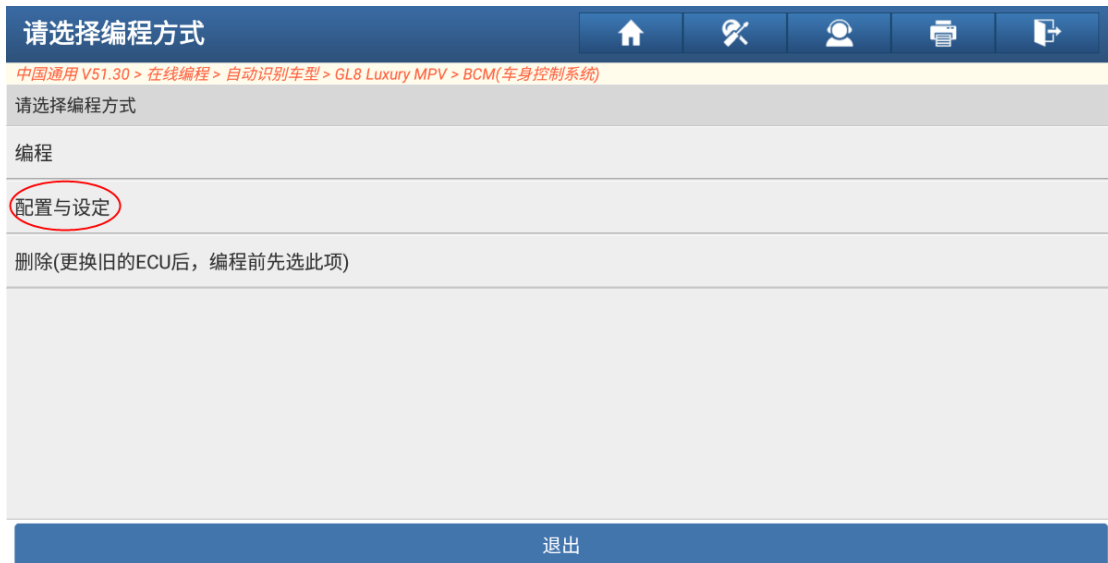 请选择编程方式
中国通用 V51.30 > 在线编程 > 自动识别车型 > GL8 Luxury MPV > BCM(车身控制系统)
请选择编程方式
编程
配置与设定
删除(更换旧的ECU后，编程前先选此项)
退出